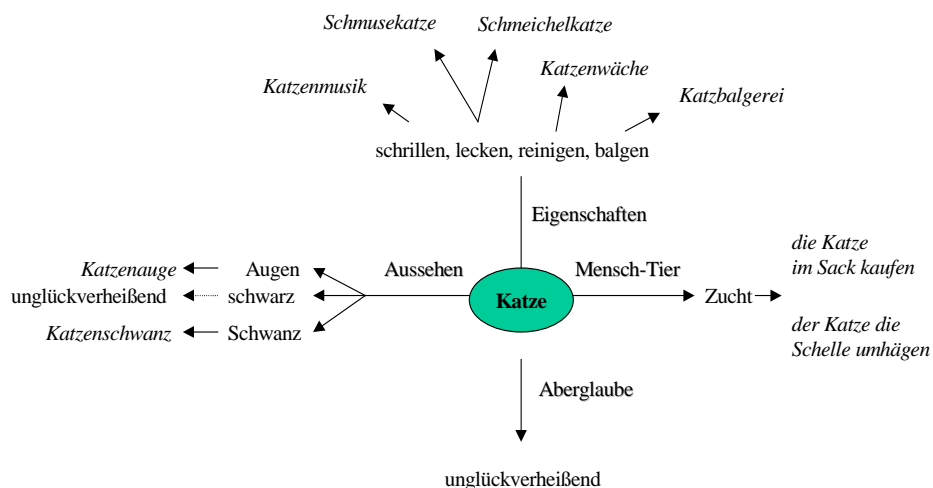 Schmusekatze
Schmeichelkatze
Katzenmusik
Katzenwäche
Katzbalgerei
schrillen, lecken, reinigen, balgen
Eigenschaften
Katzenauge
Augen
Aussehen
Mensch-Tier
die Katze
im Sack kaufen
unglückverheißend
schwarz
Katze
Zucht
Katzenschwanz
Schwanz
der Katze die
Schelle umhägen
Aberglaube
unglückverheißend